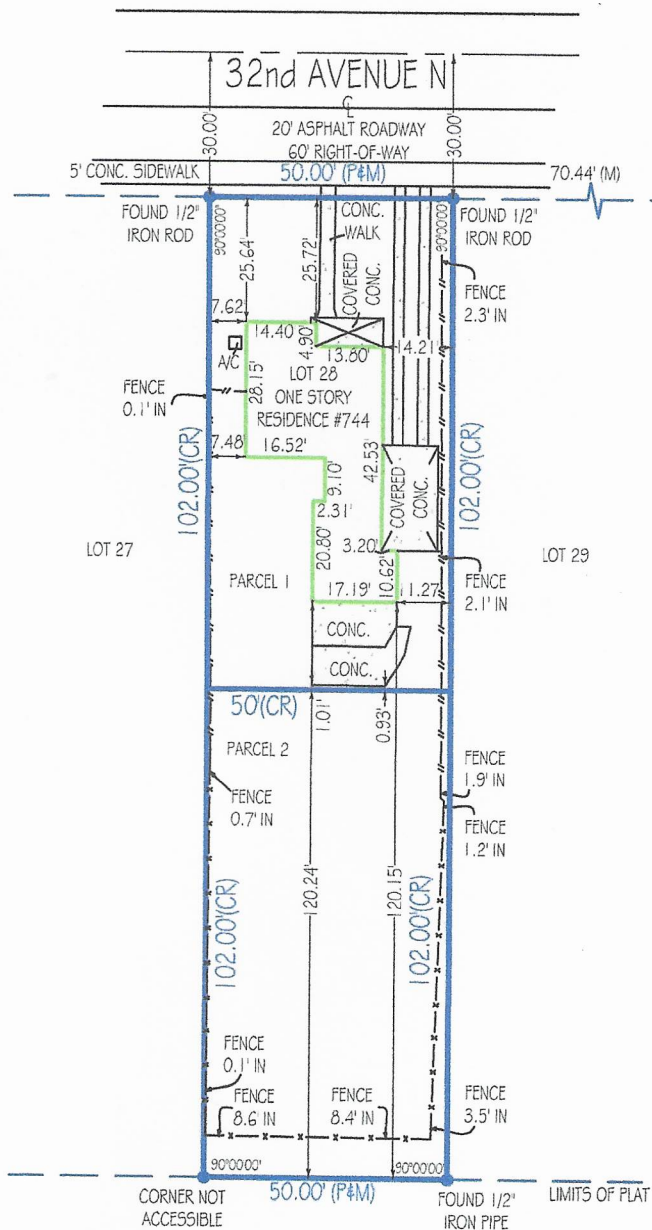 32nd AVENUE N
℄
20' ASPHALT ROADWAY
60' RIGHT-OF-WAY
30.00'
30.00'
5' CONC. SIDEWALK
50.00' (P&M)
70.44' (M)
FOUND 1/2"
IRON ROD
FOUND 1/2"
IRON ROD
90°00'00"
90°00'00"
25.64'
25.72'
CONC.
WALK
COVERED
CONC.
FENCE
2.3' IN
7.62'
14.40'
4.90'
13.80'
14.21'
A/C
28.15'
LOT 28
ONE STORY
RESIDENCE #744
FENCE
0.1' IN
7.48
16.52'
9.10'
2.31'
42.53'
COVERED
CONC.
102.00'(CR)
102.00'(CR)
LOT 27
LOT 29
20.80'
3.20'
10.62'
17.19'
11.27
PARCEL 1
FENCE
2.1' IN
CONC.
CONC.
50'(CR)
1.01'
0.93'
PARCEL 2
FENCE
0.7' IN
FENCE
1.9' IN
FENCE
1.2' IN
102.00'(CR)
120.24'
120.15'
102.00'(CR)
FENCE
0.1' IN
FENCE
8.6' IN
FENCE
8.4' IN
FENCE
3.5' IN
90°00'00"
90°00'00"
CORNER NOT
ACCESSIBLE
50.00' (P&M)
FOUND 1/2"
IRON PIPE
LIMITS OF PLAT